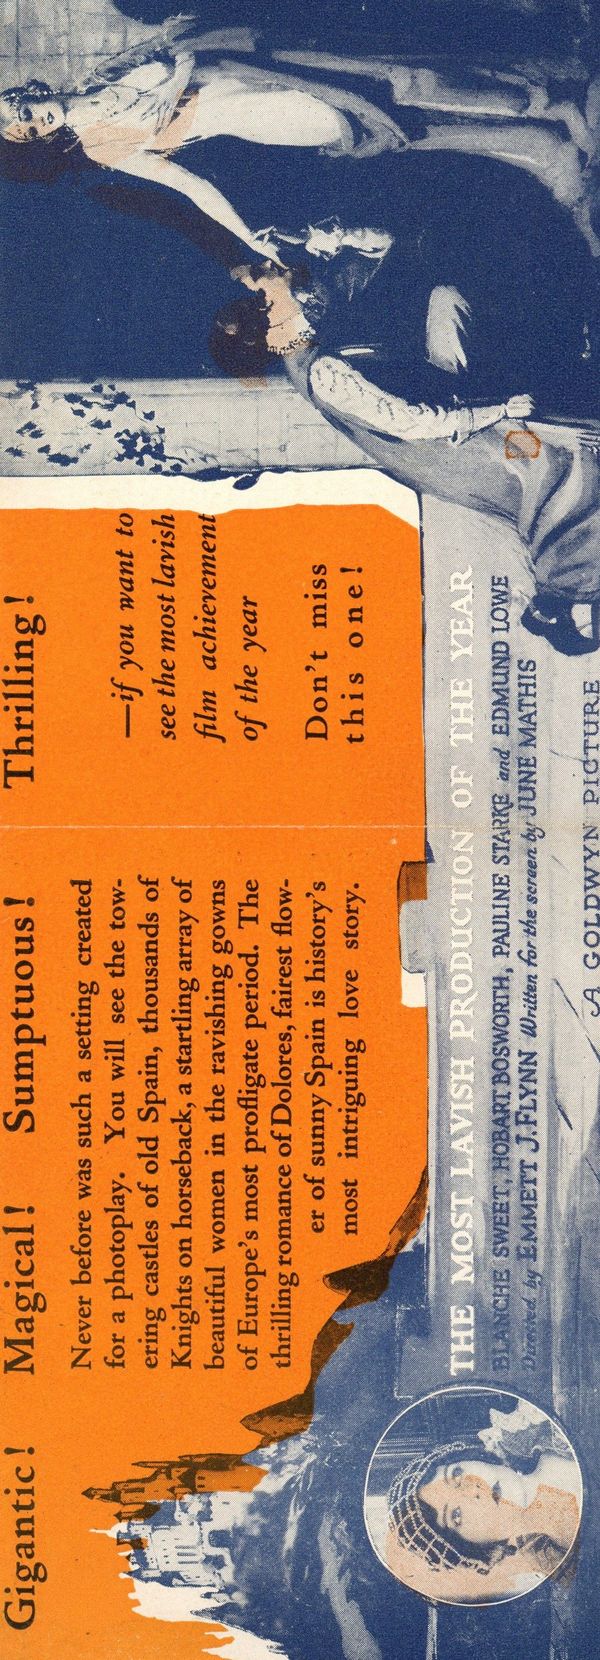 Gigantic! Magical! Sumptuous! Thrilling!
Never before was such a setting created
for a photoplay. You will see the tow-
ering castles of old Spain, thousands of
Knights on horseback, a startling array of
beautiful women in the ravishing gowns
of Europe's most profligate period. The
thrilling romance of Dolores, fairest flow-
er of sunny Spain is history's
most intriguing love story.
—if you want to
see the most lavish
film achievement
of the year
Don't miss
this one!
THE MOST LAVISH PRODUCTION OF THE YEAR
BLANCHE SWEET, HOBART BOSWORTH, PAULINE STARKE and EDMUND LOWE
Directed by EMMETT J. FLYNN Written for the screen by JUNE MATHIS
A GOLDWYN PICTURE